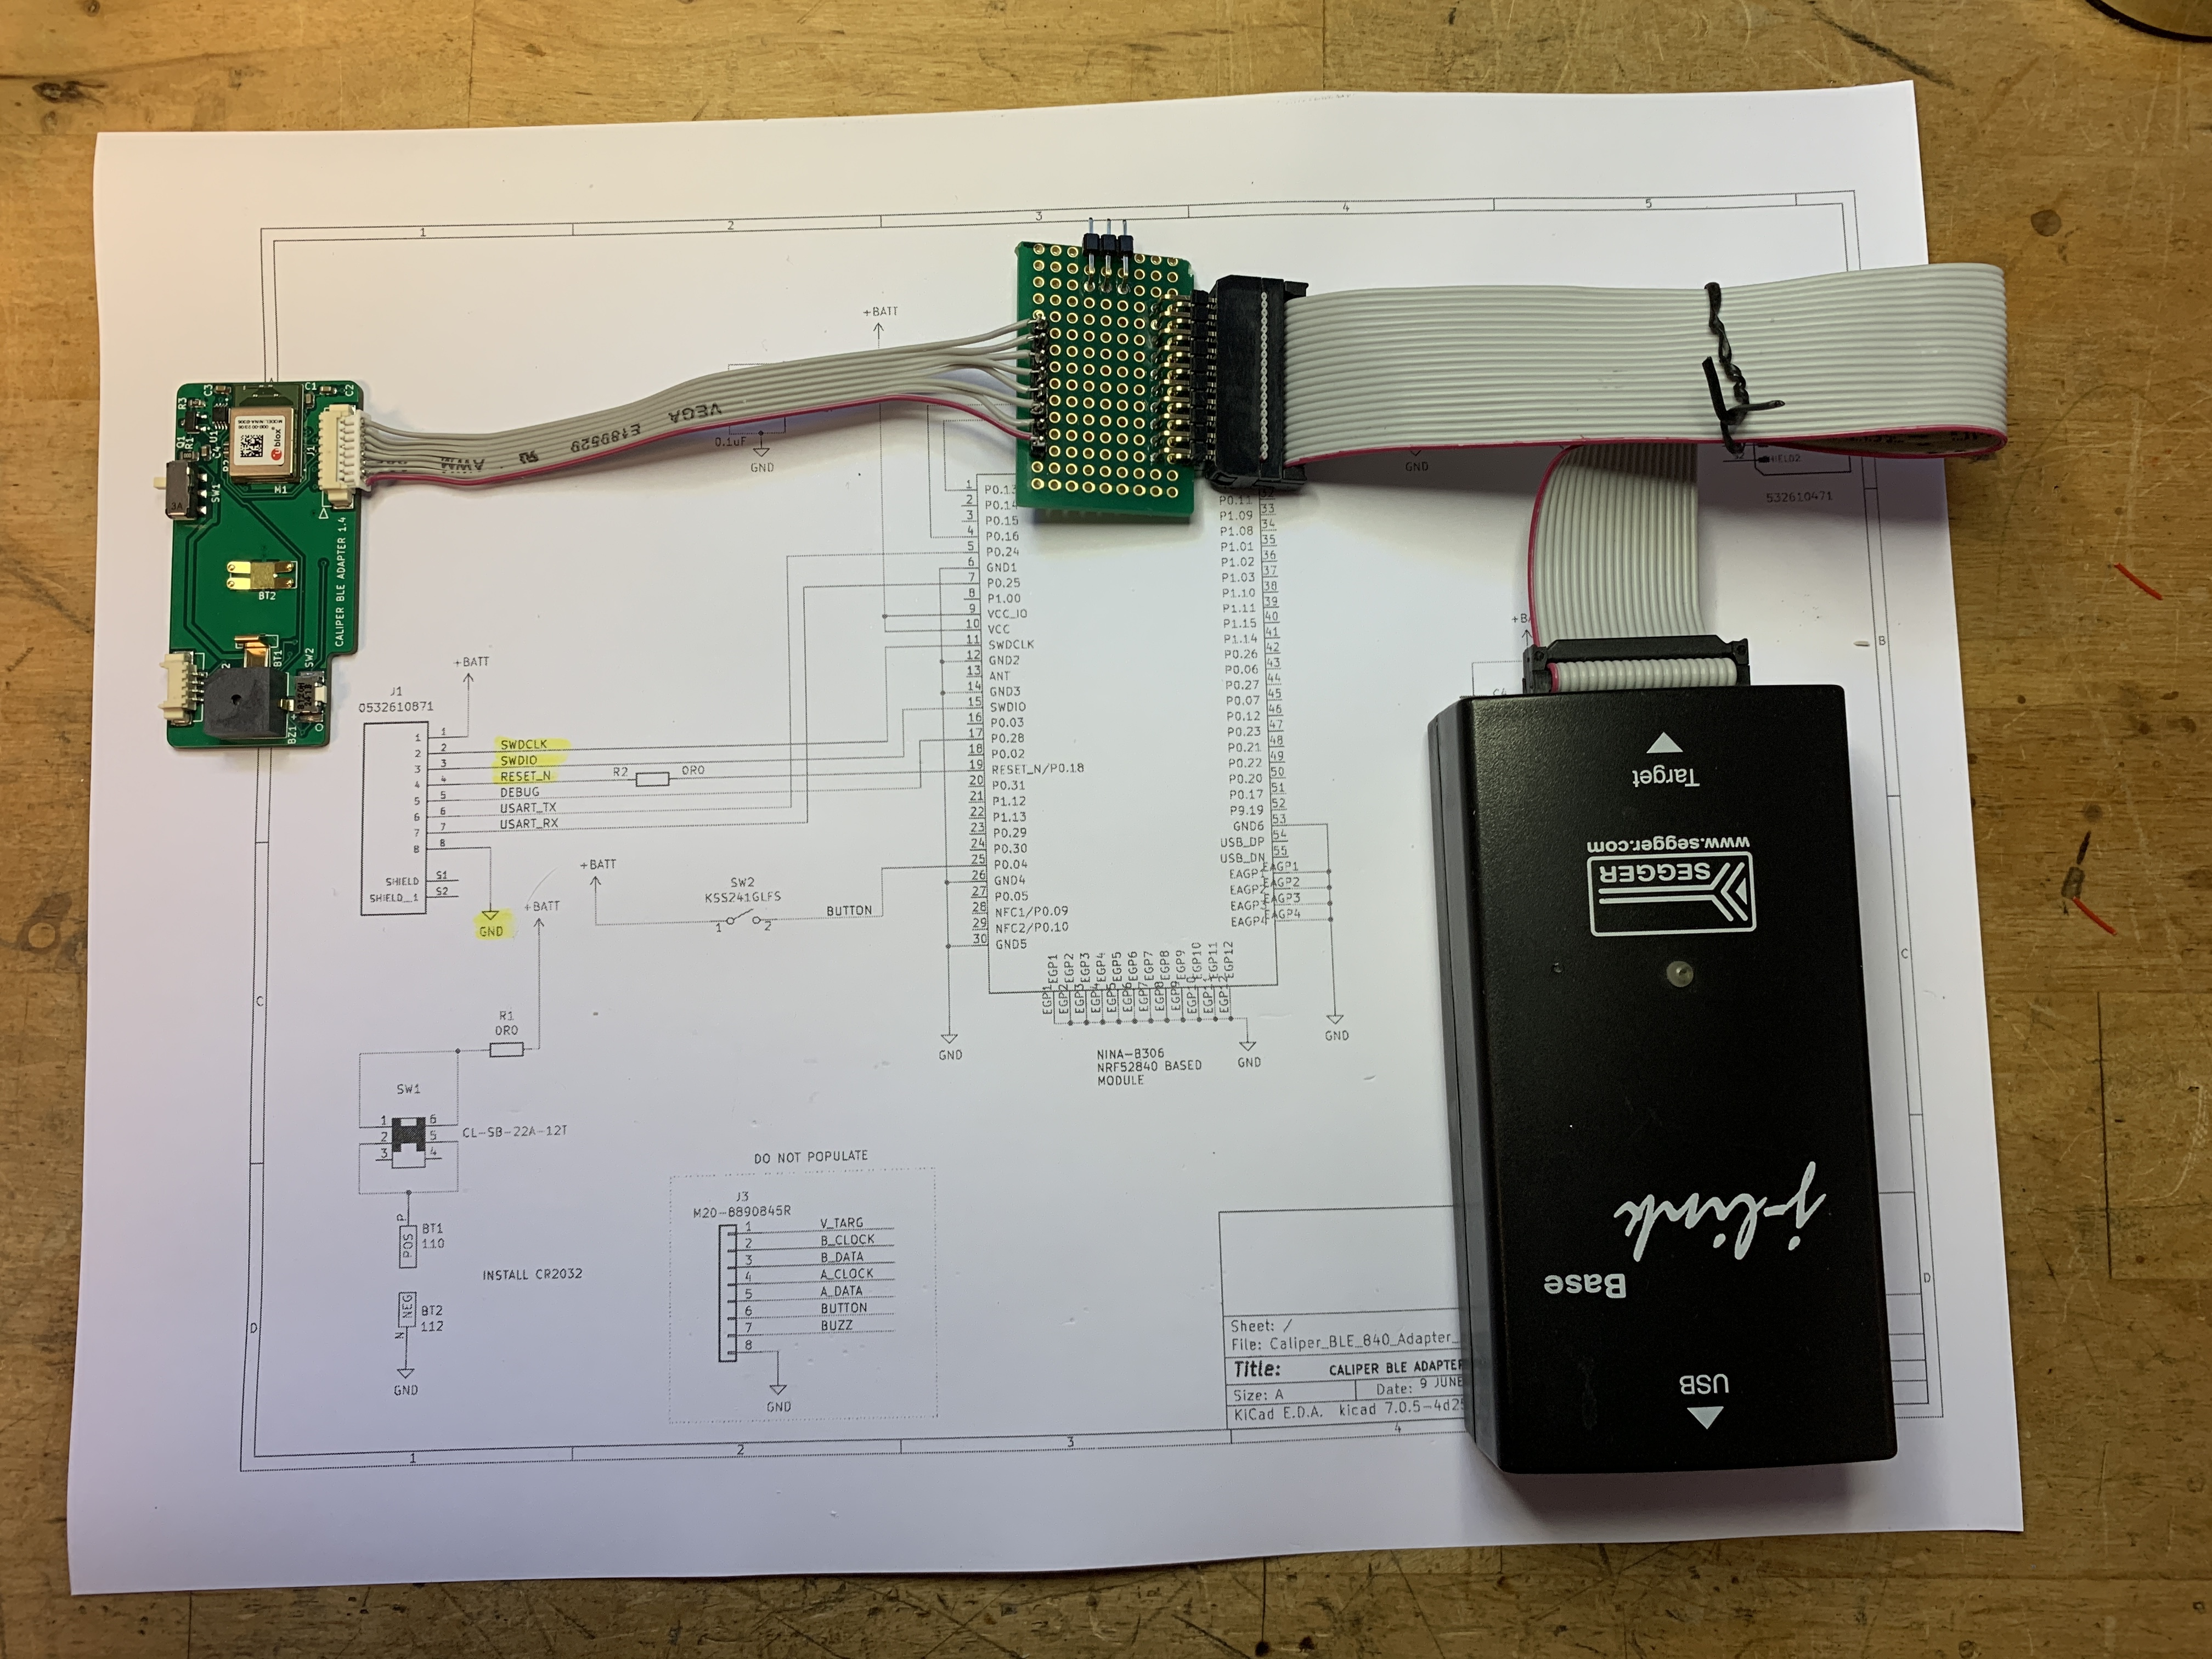 1
2
3
4
5
+BATT
VEGA
E189529
AWM
0.1uF
GND
GND
532610471
C3
C1
C2
R3
Q1
R1
C4
U1
J1
ublox
M1
SW1
3A
BT2
CALIPER BLE ADAPTER 1.4
BT1
SW2
BZ1
1 P0.13
2 P0.14
3 P0.15
4 P0.16
5 P0.24
6 GND1
7 P0.25
8 P1.00
9 VCC_IO
10 VCC
11 SWDCLK
12 GND2
13 ANT
14 GND3
15 SWDIO
16 P0.03
17 P0.28
18 P0.02
19 RESET_N/P0.18
20 P0.31
21 P1.12
22 P1.13
23 P0.29
24 P0.30
25 P0.04
26 GND4
27 P0.05
28 NFC1/P0.09
29 NFC2/P0.10
30 GND5
P0.11 32
P1.09 33
P1.08 34
P1.01 35
P1.02 36
P1.03 37
P1.10 38
P1.11 39
P1.15 40
P1.14 41
P0.26 42
P0.06 43
P0.27 44
P0.07 45
P0.12 46
P0.23 47
P0.21 48
P0.22 49
P0.20 50
P0.17 51
P9.19 52
GND6 53
USB_DP 54
USB_DN 55
EAGP1 EAGP1
EAGP2 EAGP2
EAGP3 EAGP3
EAGP4 EAGP4
EGP1 EGP2 EGP3 EGP4 EGP5 EGP6 EGP7 EGP8 EGP9 EGP10 EGP11 EGP12
GND
GND
GND
NINA-B306
NRF52840 BASED
MODULE
+BATT
J1
0532610871
1 1
2 2 SWDCLK
3 3 SWDIO
4 4 RESET_N R2 0R0
5 5 DEBUG
6 6 USART_TX
7 7 USART_RX
8 8
SHIELD S1
SHIELD_1 S2
GND
+BATT
SW2
KSS241GLFS
1 2
BUTTON
+BATT
R1
0R0
SW1
1 6
2 5
3 4
CL-SB-22A-12T
P
POS
BT1
110
INSTALL CR2032
NEG
N
BT2
112
GND
DO NOT POPULATE
J3
M20-8890845R
1 V_TARG
2 B_CLOCK
3 B_DATA
4 A_CLOCK
5 A_DATA
6 BUTTON
7 BUZZ
8
GND
Sheet: /
File: Caliper_BLE_840_Adapter_
Title: CALIPER BLE ADAPTER
Size: A Date: 9 JUNE
KiCad E.D.A. kicad 7.0.5-4d25
B
C
D
C
D
1
2
3
4
Target
www.segger.com
SEGGER
j-link
Base
USB